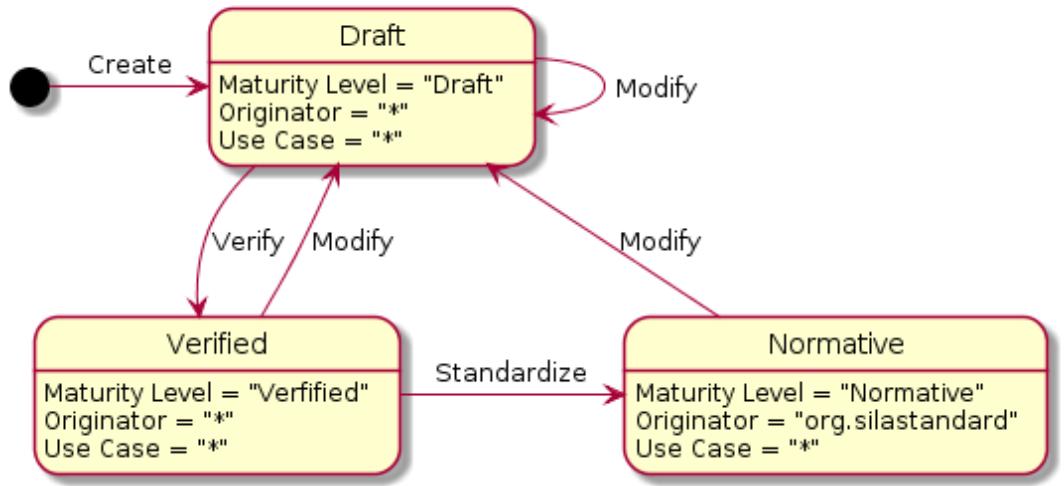 Draft
Create
Maturity Level = "Draft"
Originator = "*"
Use Case = "*"
Modify
Verify
Modify
Modify
Verified
Maturity Level = "Verfified"
Originator = "*"
Use Case = "*"
Standardize
Normative
Maturity Level = "Normative"
Originator = "org.silastandard"
Use Case = "*"